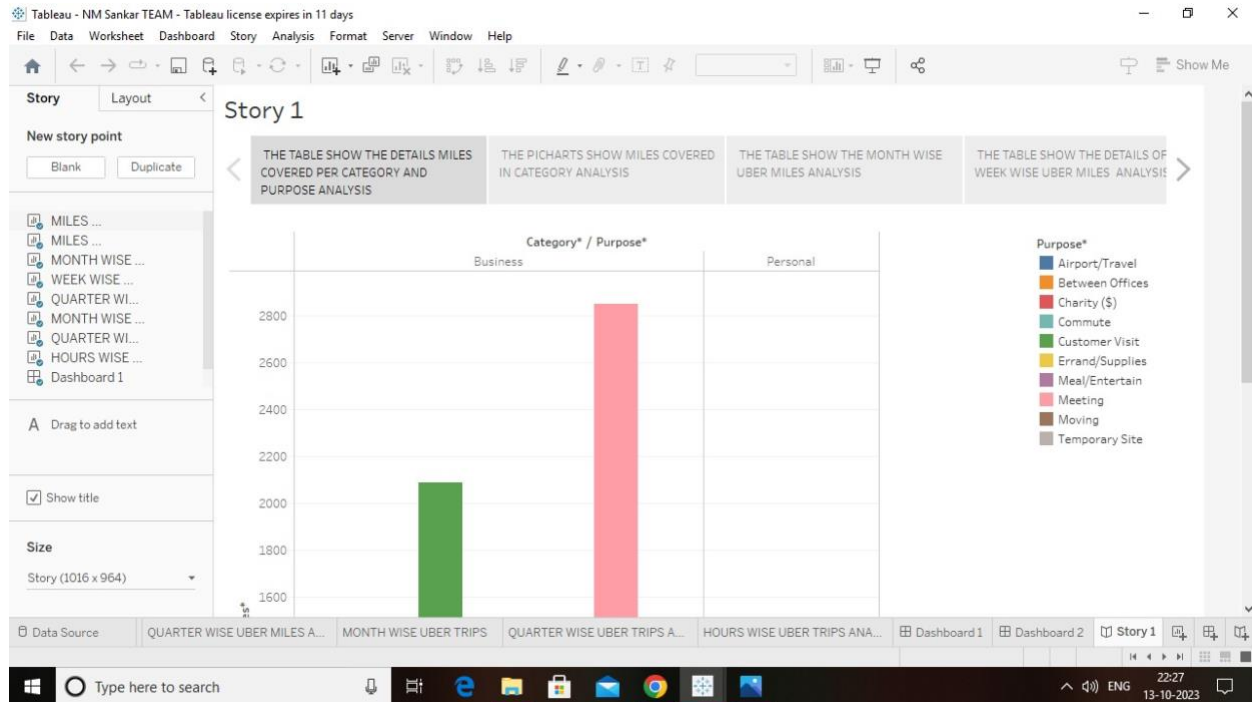 Tableau - NM Sankar TEAM - Tableau license expires in 11 days
File Data Worksheet Dashboard Story Analysis Format Server Window Help
Show Me
Story Layout
New story point
Blank Duplicate
MILES ...
MILES ...
MONTH WISE ...
WEEK WISE ...
QUARTER WI...
MONTH WISE ...
QUARTER WI...
HOURS WISE ...
Dashboard 1
A Drag to add text
Show title
Size
Story (1016 x 964)
Story 1
THE TABLE SHOW THE DETAILS MILES
COVERED PER CATEGORY AND
PURPOSE ANALYSIS
THE PICHARTS SHOW MILES COVERED
IN CATEGORY ANALYSIS
THE TABLE SHOW THE MONTH WISE
UBER MILES ANALYSIS
THE TABLE SHOW THE DETAILS OF
WEEK WISE UBER MILES ANALYSIS
Category* / Purpose*
Business Personal
2800
2600
2400
2200
2000
1800
1600
Purpose*
Airport/Travel
Between Offices
Charity ($)
Commute
Customer Visit
Errand/Supplies
Meal/Entertain
Meeting
Moving
Temporary Site
Data Source QUARTER WISE UBER MILES A... MONTH WISE UBER TRIPS QUARTER WISE UBER TRIPS A... HOURS WISE UBER TRIPS ANA... Dashboard 1 Dashboard 2 Story 1
Type here to search
ENG
22:27
13-10-2023